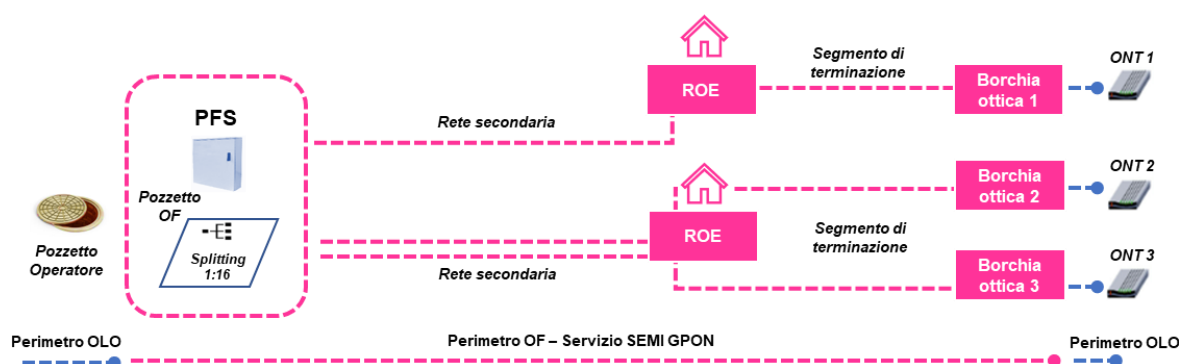 PFS
Pozzetto
OF
Splitting
1:16
Pozzetto
Operatore
Rete secondaria
ROE
Segmento di
terminazione
Borchia
ottica 1
ONT 1
Rete secondaria
ROE
Segmento di
terminazione
Borchia
ottica 2
ONT 2
Borchia
ottica 3
ONT 3
Perimetro OLO
Perimetro OF – Servizio SEMI GPON
Perimetro OLO